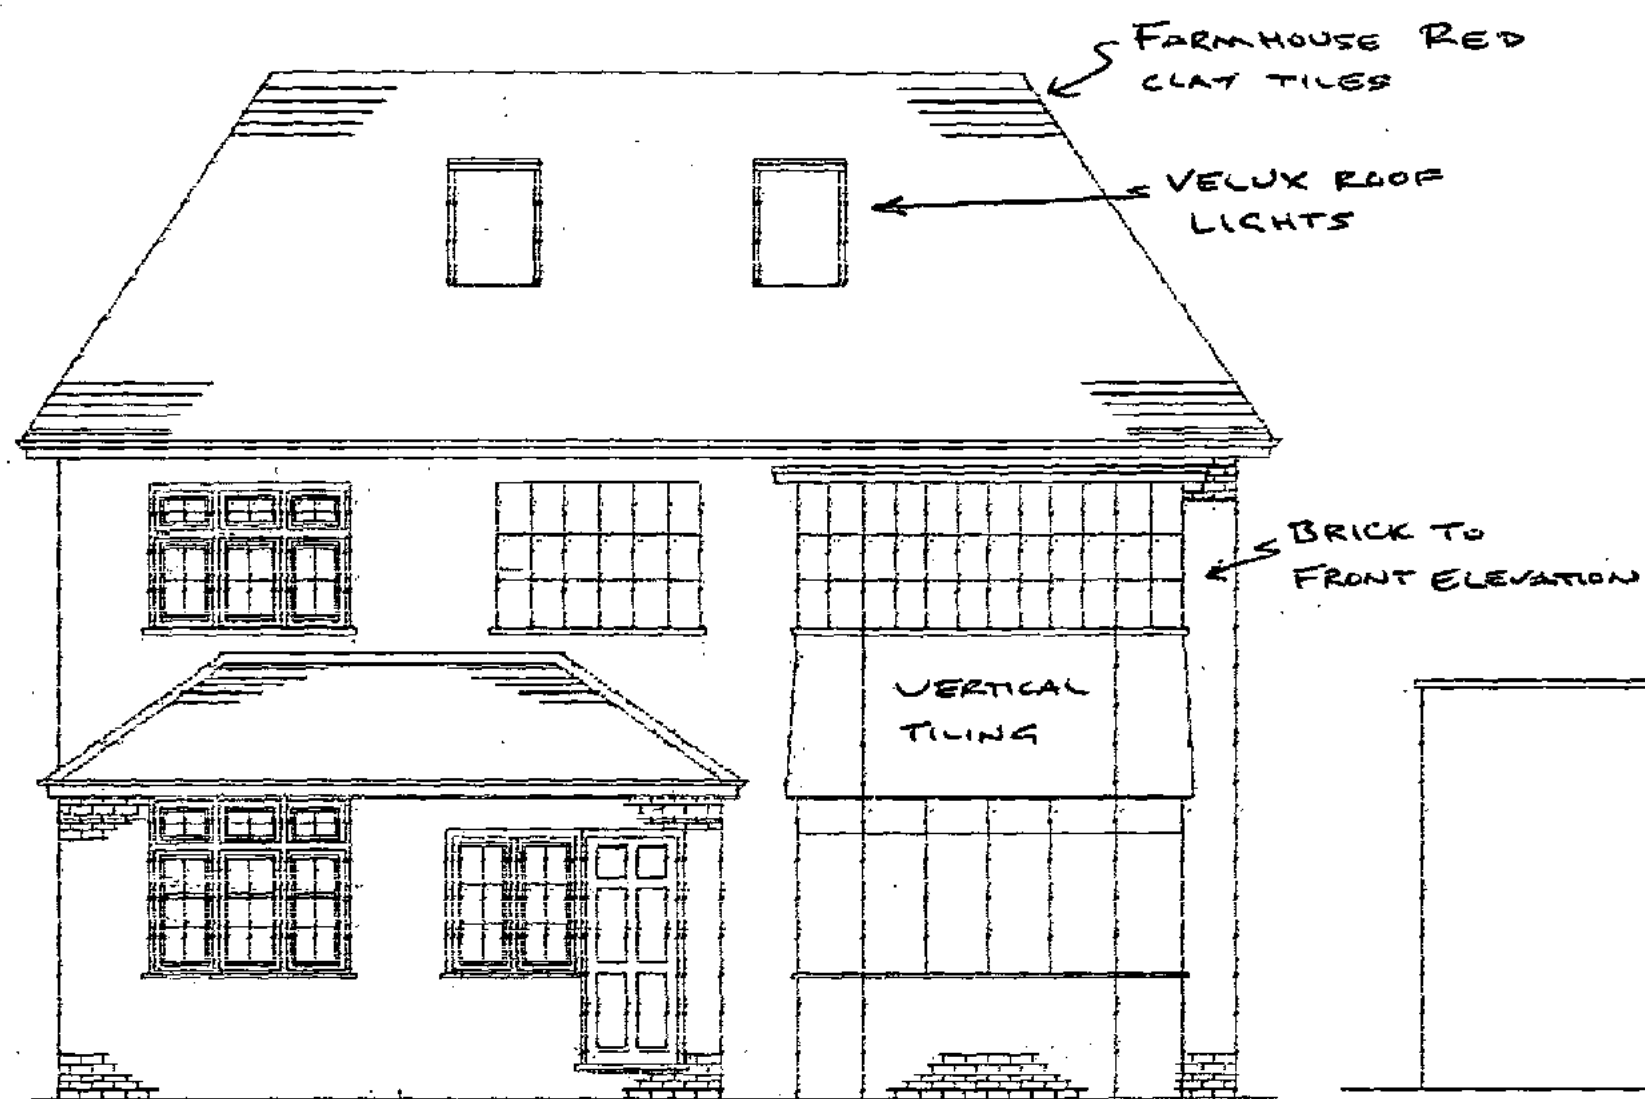 FARMHOUSE RED
CLAY TILES
VELUX ROOF
LIGHTS
BRICK TO
FRONT ELEVATION
VERTICAL
TILING